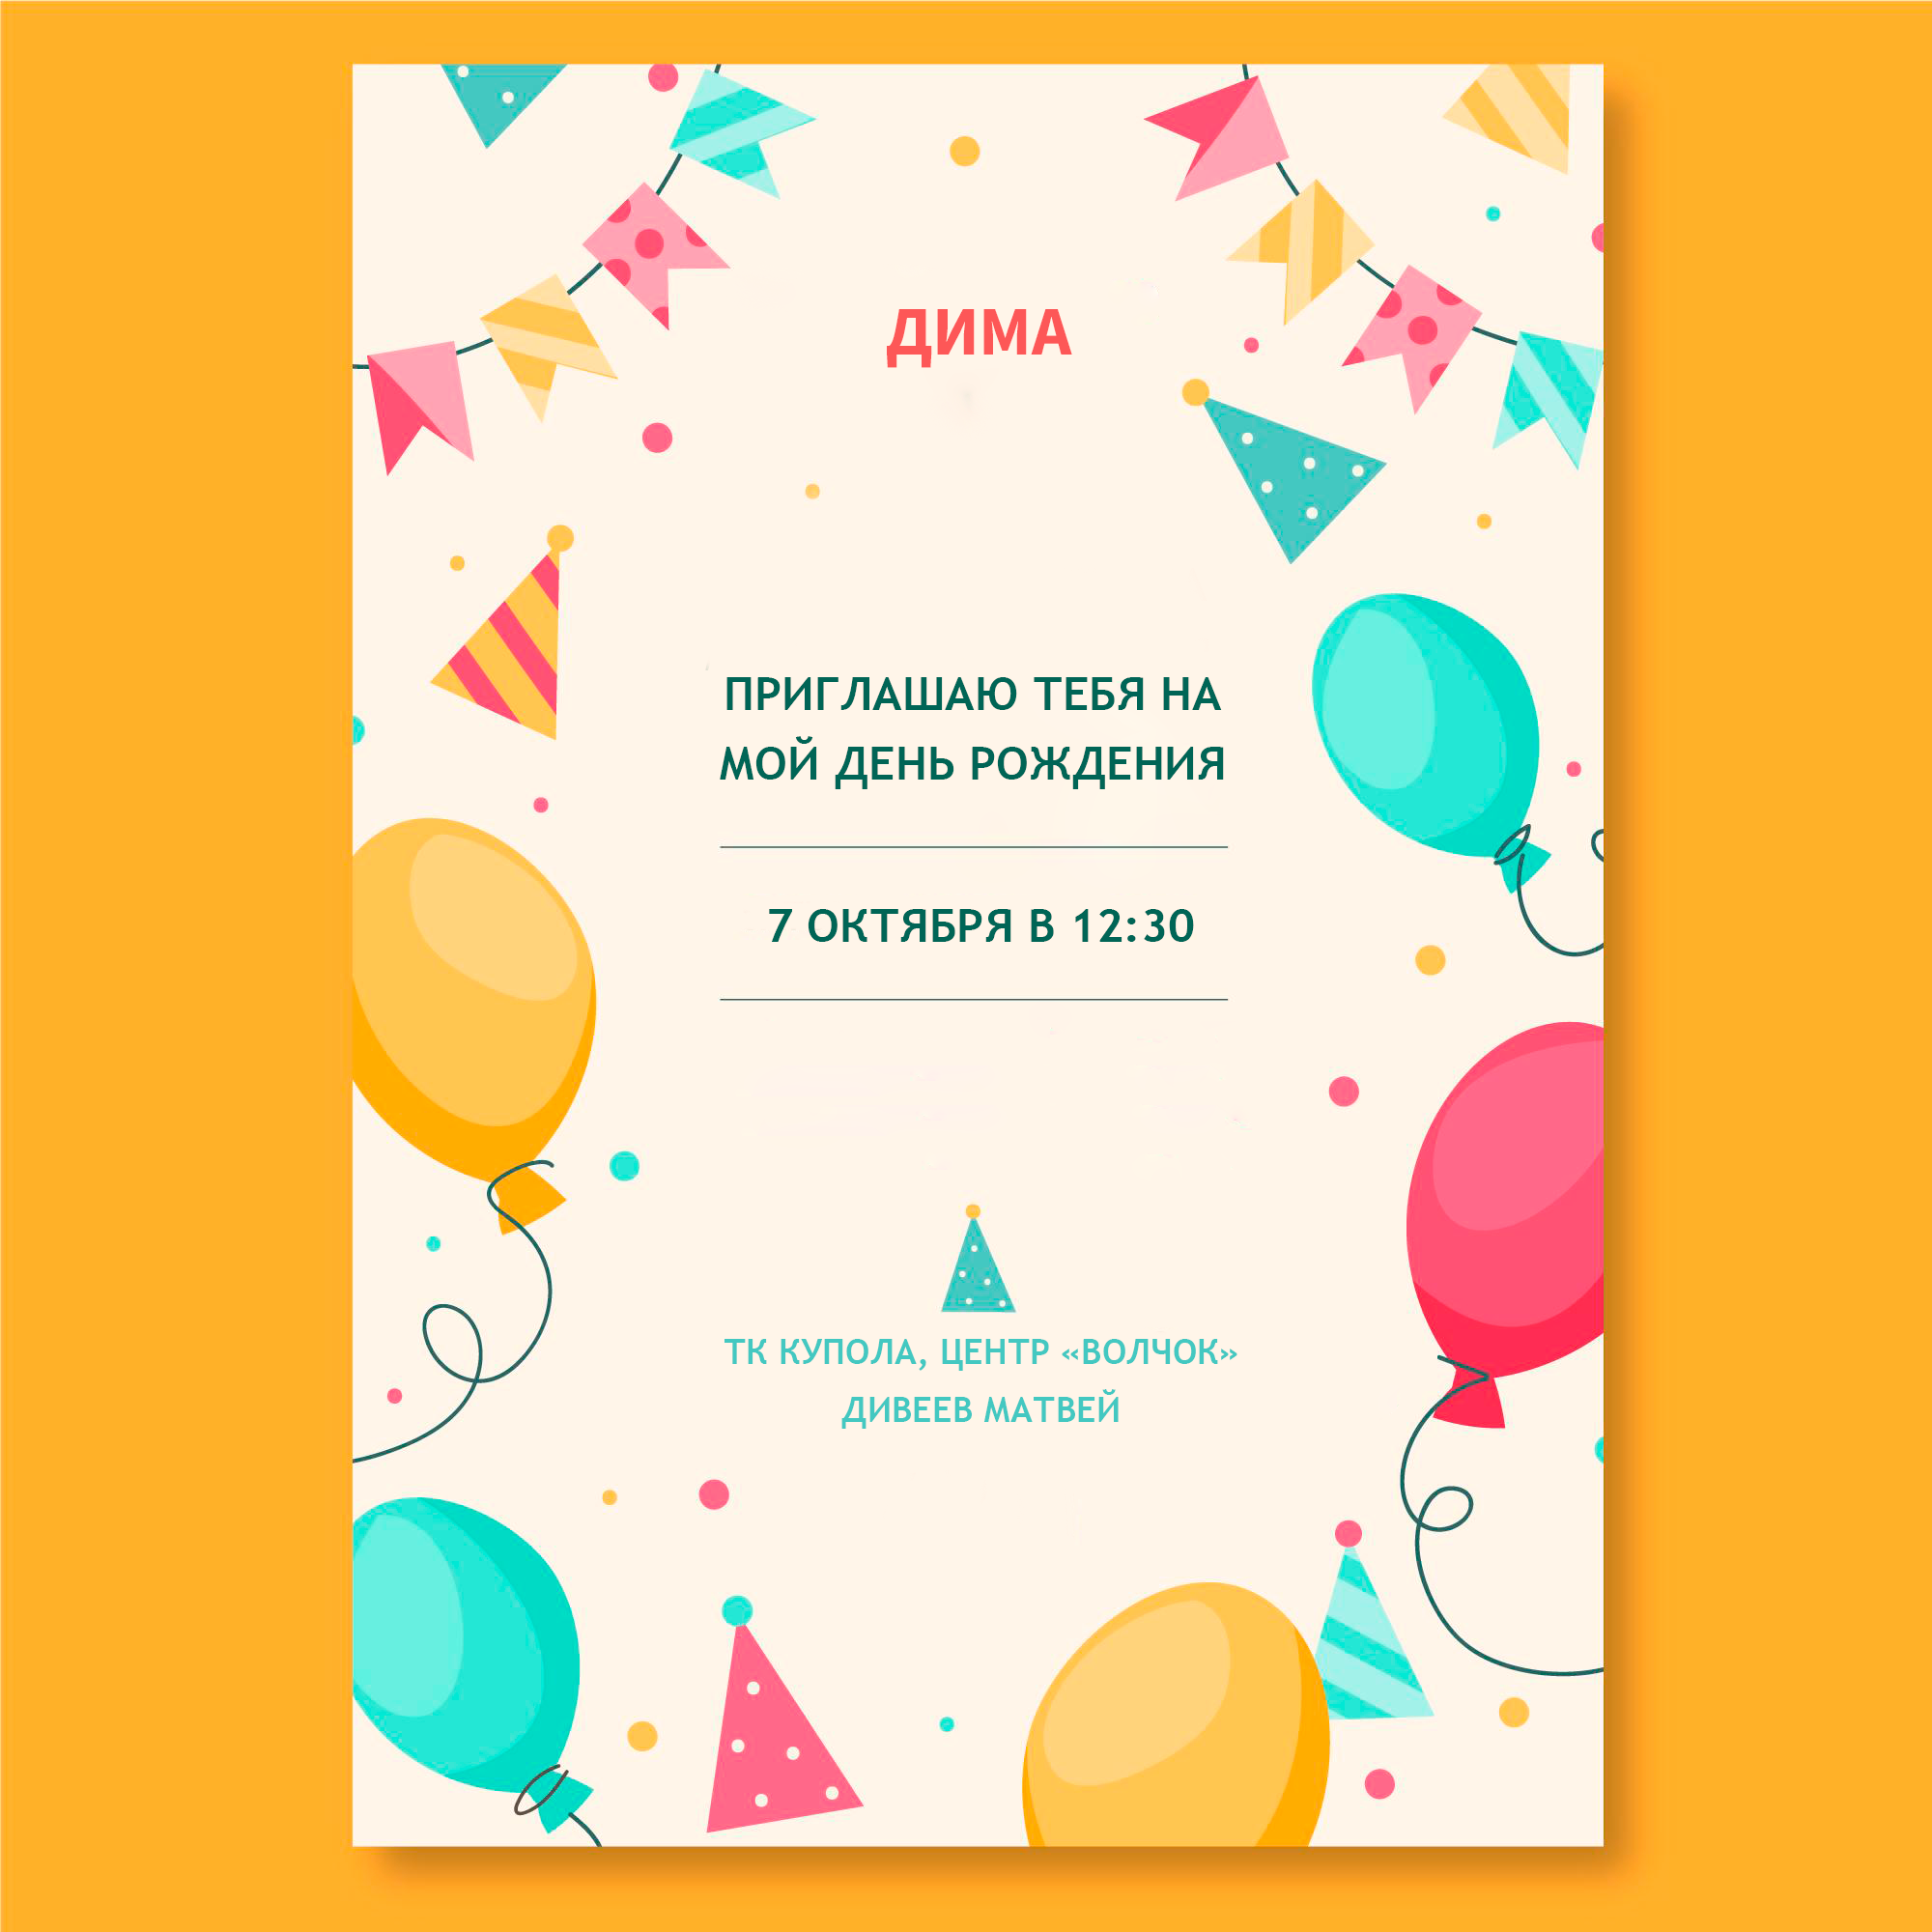 ДИМА
ПРИГЛАШАЮ ТЕБЯ НА
МОЙ ДЕНЬ РОЖДЕНИЯ
7 ОКТЯБРЯ В 12:30
ТК КУПОЛА, ЦЕНТР «ВОЛЧОК»
ДИВЕЕВ МАТВЕЙ